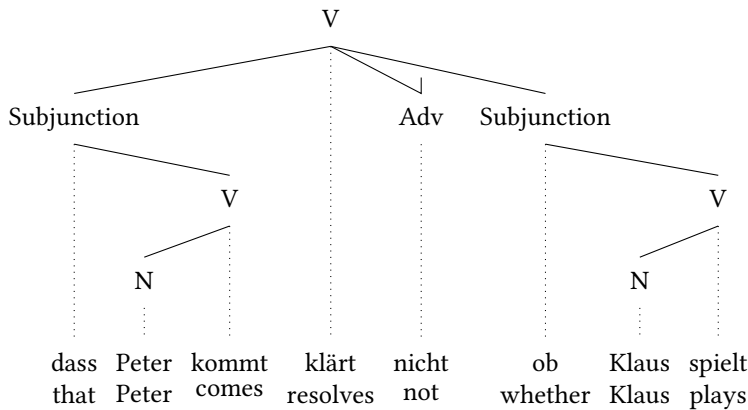 V
Subjunction Adv Subjunction
V V
N N
dass Peter kommt klärt nicht ob Klaus spielt
that Peter comes resolves not whether Klaus plays